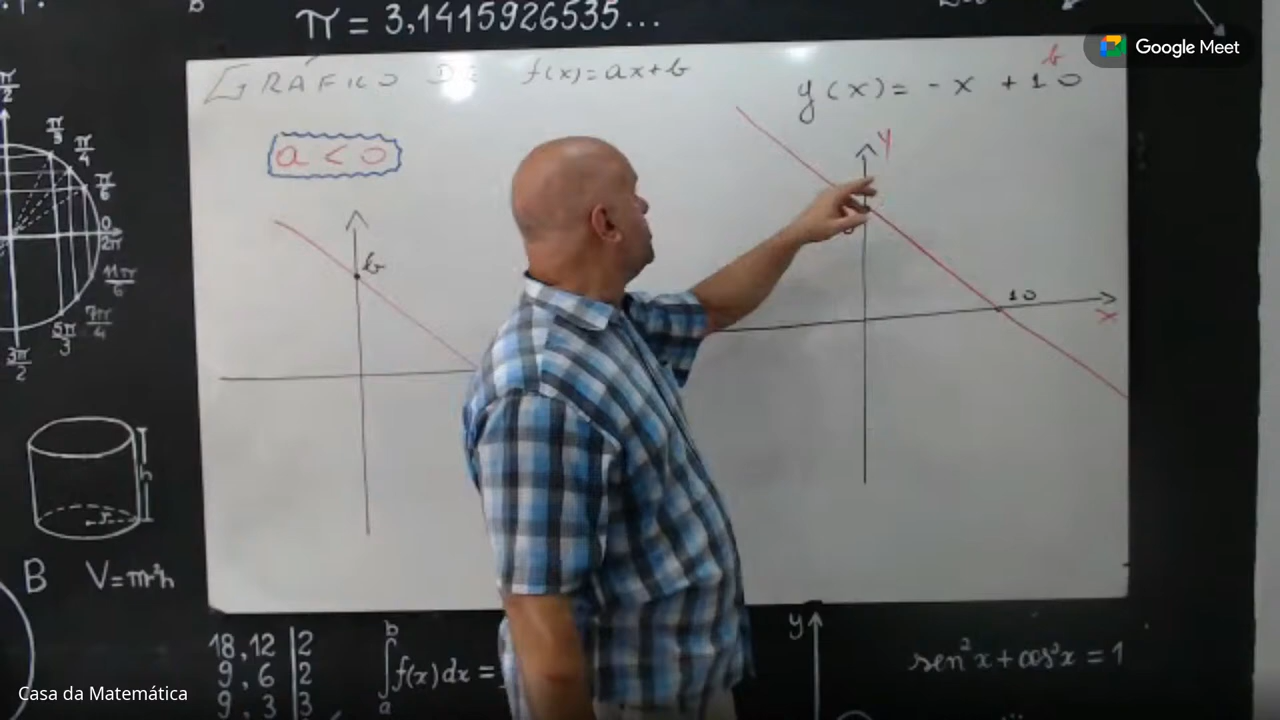 π = 3,1415926535...
Google Meet
GRÁFICO DE f(x)=ax+b
b
y(x)= -x +10
a < 0
y
b
10
x
π/2
π/3
π/4
π/6
0
2π
11π/6
7π/4
5π/3
3π/2
h
r
B V=πr²h
18,12 | 2
9, 6 | 2
9, 3 | 3
b
∫f(x)dx =
a
y
sen²x+cos²x = 1
Casa da Matemática